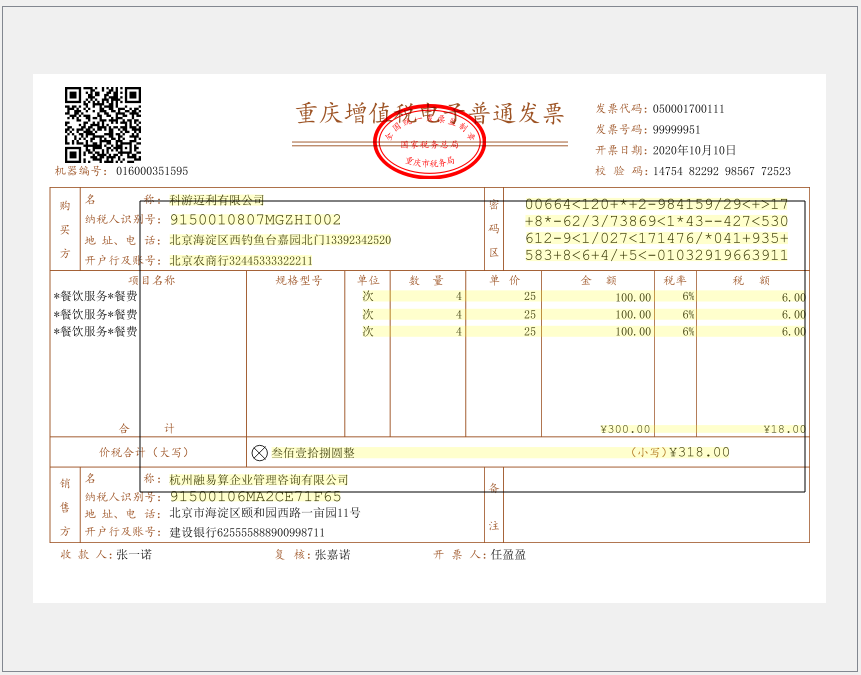 重庆增值税电子普通发票
全国统一发票监制章
国家税务总局
重庆市税务局
发票代码: 050001700111
发票号码: 99999951
开票日期: 2020年10月10日
机器编号: 016000351595
校 验 码: 14754 82292 98567 72523
购买方
名 称: 科游迈利有限公司
纳税人识别号: 9150010807MGZHI002
地 址、电 话: 北京海淀区西钓鱼台嘉园北门13392342520
开户行及账号: 北京农商行32445333322211
密码区
00664<120+*+2-984159/29<+>17
+8*-62/3/73869<1*43--427<530
612-9<1/027<171476/*041+935+
583+8<6+4/+5<-01032919663911
项目名称 规格型号 单位 数 量 单 价 金 额 税率 税 额
*餐饮服务*餐费 次 4 25 100.00 6% 6.00
*餐饮服务*餐费 次 4 25 100.00 6% 6.00
*餐饮服务*餐费 次 4 25 100.00 6% 6.00
合 计 ¥300.00 ¥18.00
价税合计（大写） 叁佰壹拾捌圆整 （小写）¥318.00
销售方
名 称: 杭州融易算企业管理咨询有限公司
纳税人识别号: 91500106MA2CE71F65
地 址、电 话: 北京市海淀区颐和园西路一亩园11号
开户行及账号: 建设银行625555888900998711
备注
收 款 人: 张一诺 复 核: 张嘉诺 开 票 人: 任盈盈